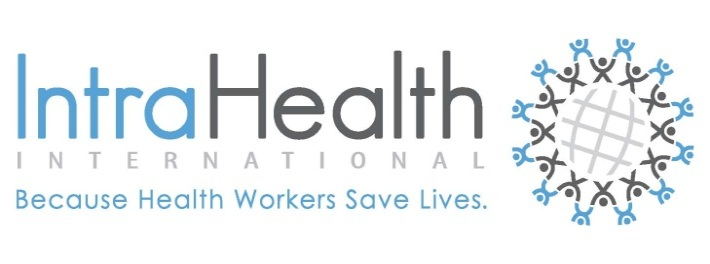 IntraHealth
INTERNATIONAL
Because Health Workers Save Lives.